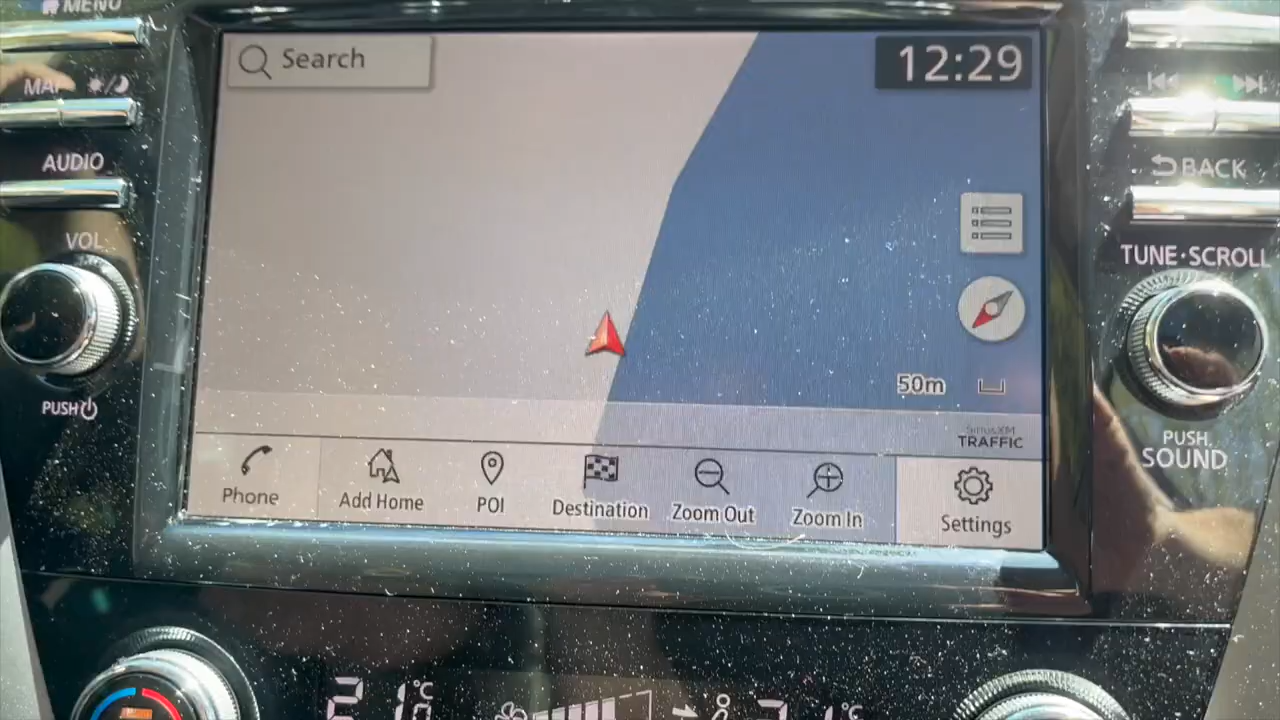 MENU
MAP
AUDIO
VOL
PUSH
Search
12:29
50m
SiriusXM
TRAFFIC
Phone
Add Home
POI
Destination
Zoom Out
Zoom In
Settings
BACK
TUNE·SCROLL
PUSH
SOUND
21°C